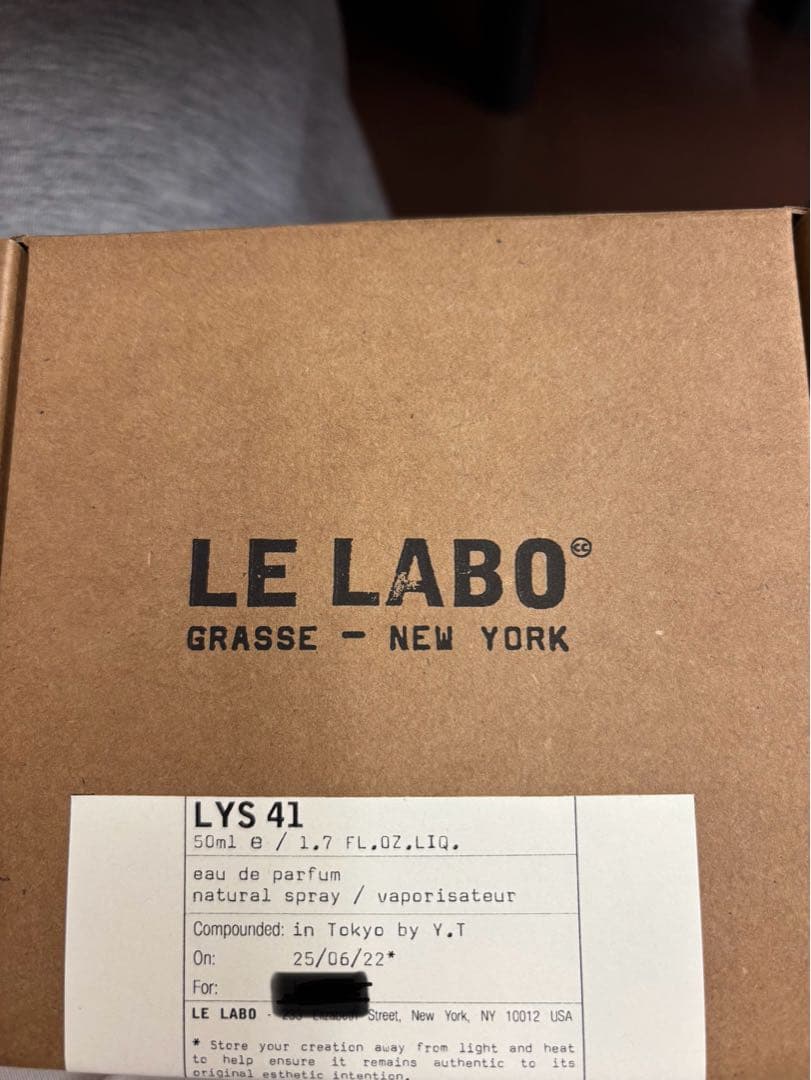 LE LABO
GRASSE - NEW YORK
LYS 41
50ml e / 1.7 FL.OZ.LIQ.
eau de parfum
natural spray / vaporisateur
Compounded: in Tokyo by Y.T
On: 25/06/22*
For:
LE LABO - Street, New York, NY 10012 USA
* Store your creation away from light and heat
to help ensure it remains authentic to its
original esthetic intention.